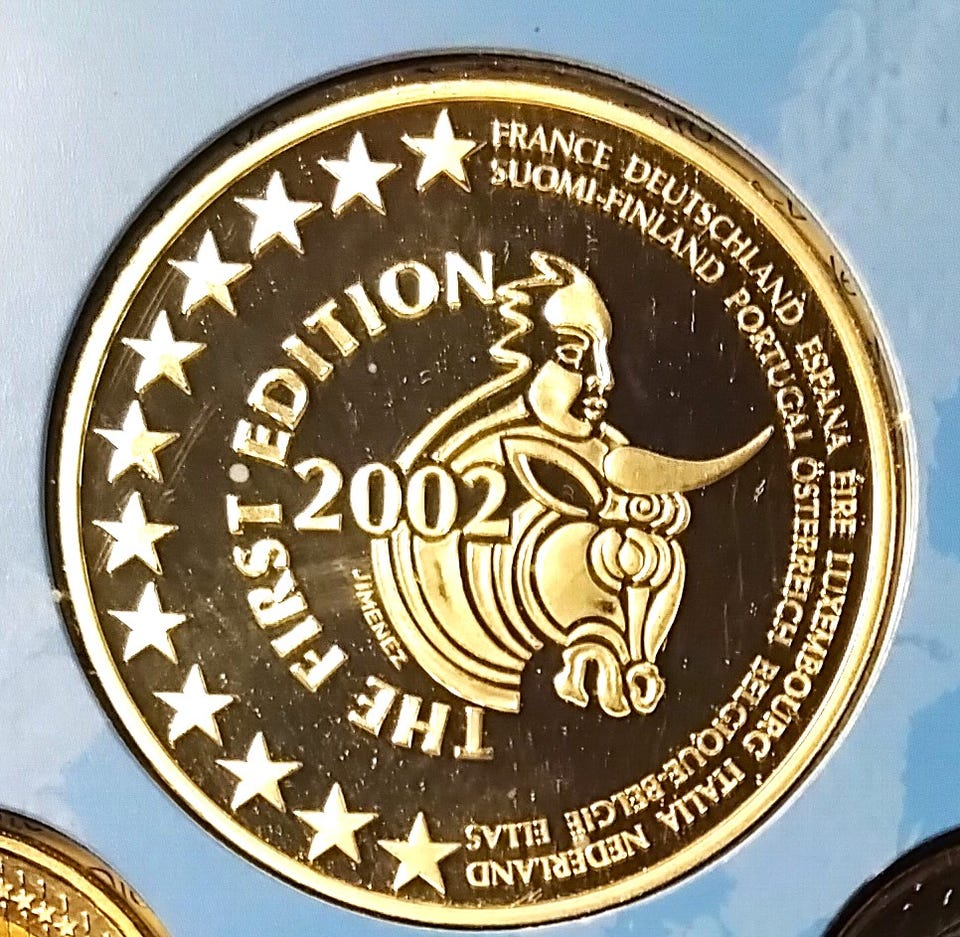 FRANCE DEUTSCHLAND ESPAÑA ÉIRE LUXEMBOURG ITALIA NEDERLAND
SUOMI-FINLAND PORTUGAL ÖSTERREICH BELGIQUE-BELGIË ELLAS
THE FIRST EDITION
2002
JIMENEZ